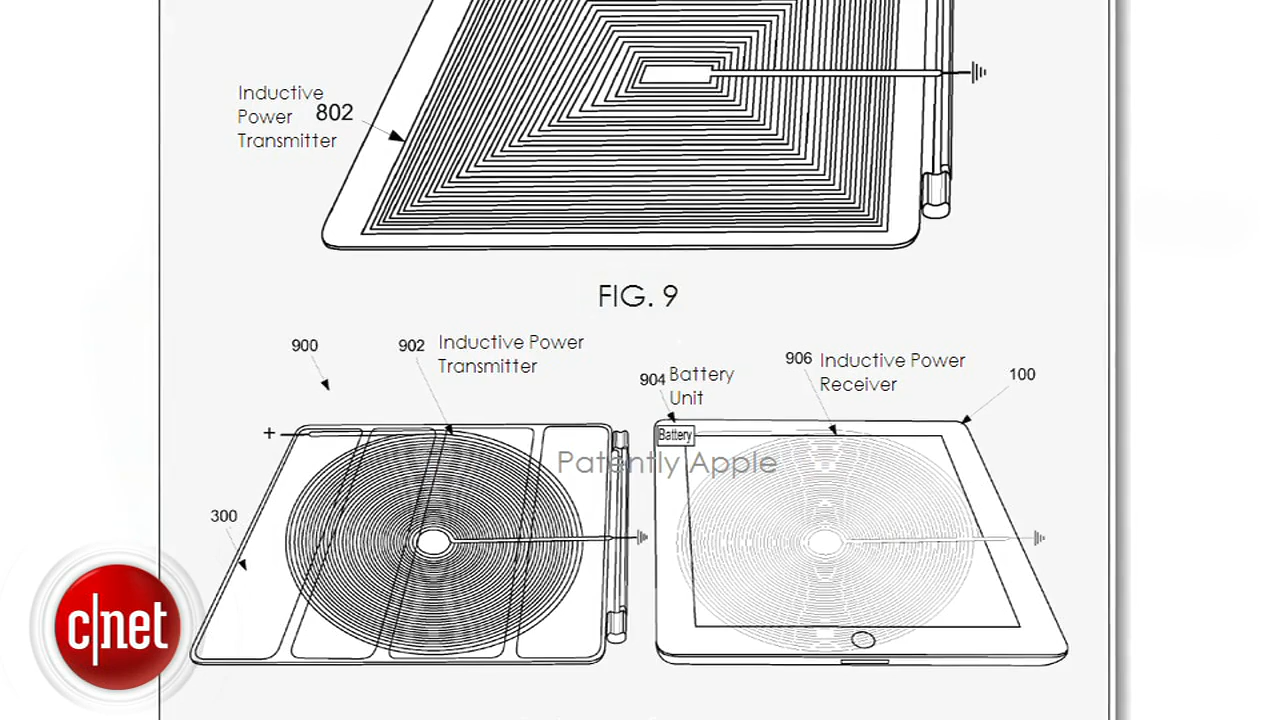 Inductive
Power 802
Transmitter
FIG. 9
900
902 Inductive Power
Transmitter
904 Battery
Unit
906 Inductive Power
Receiver
100
+
Battery
Patently Apple
300
c|net